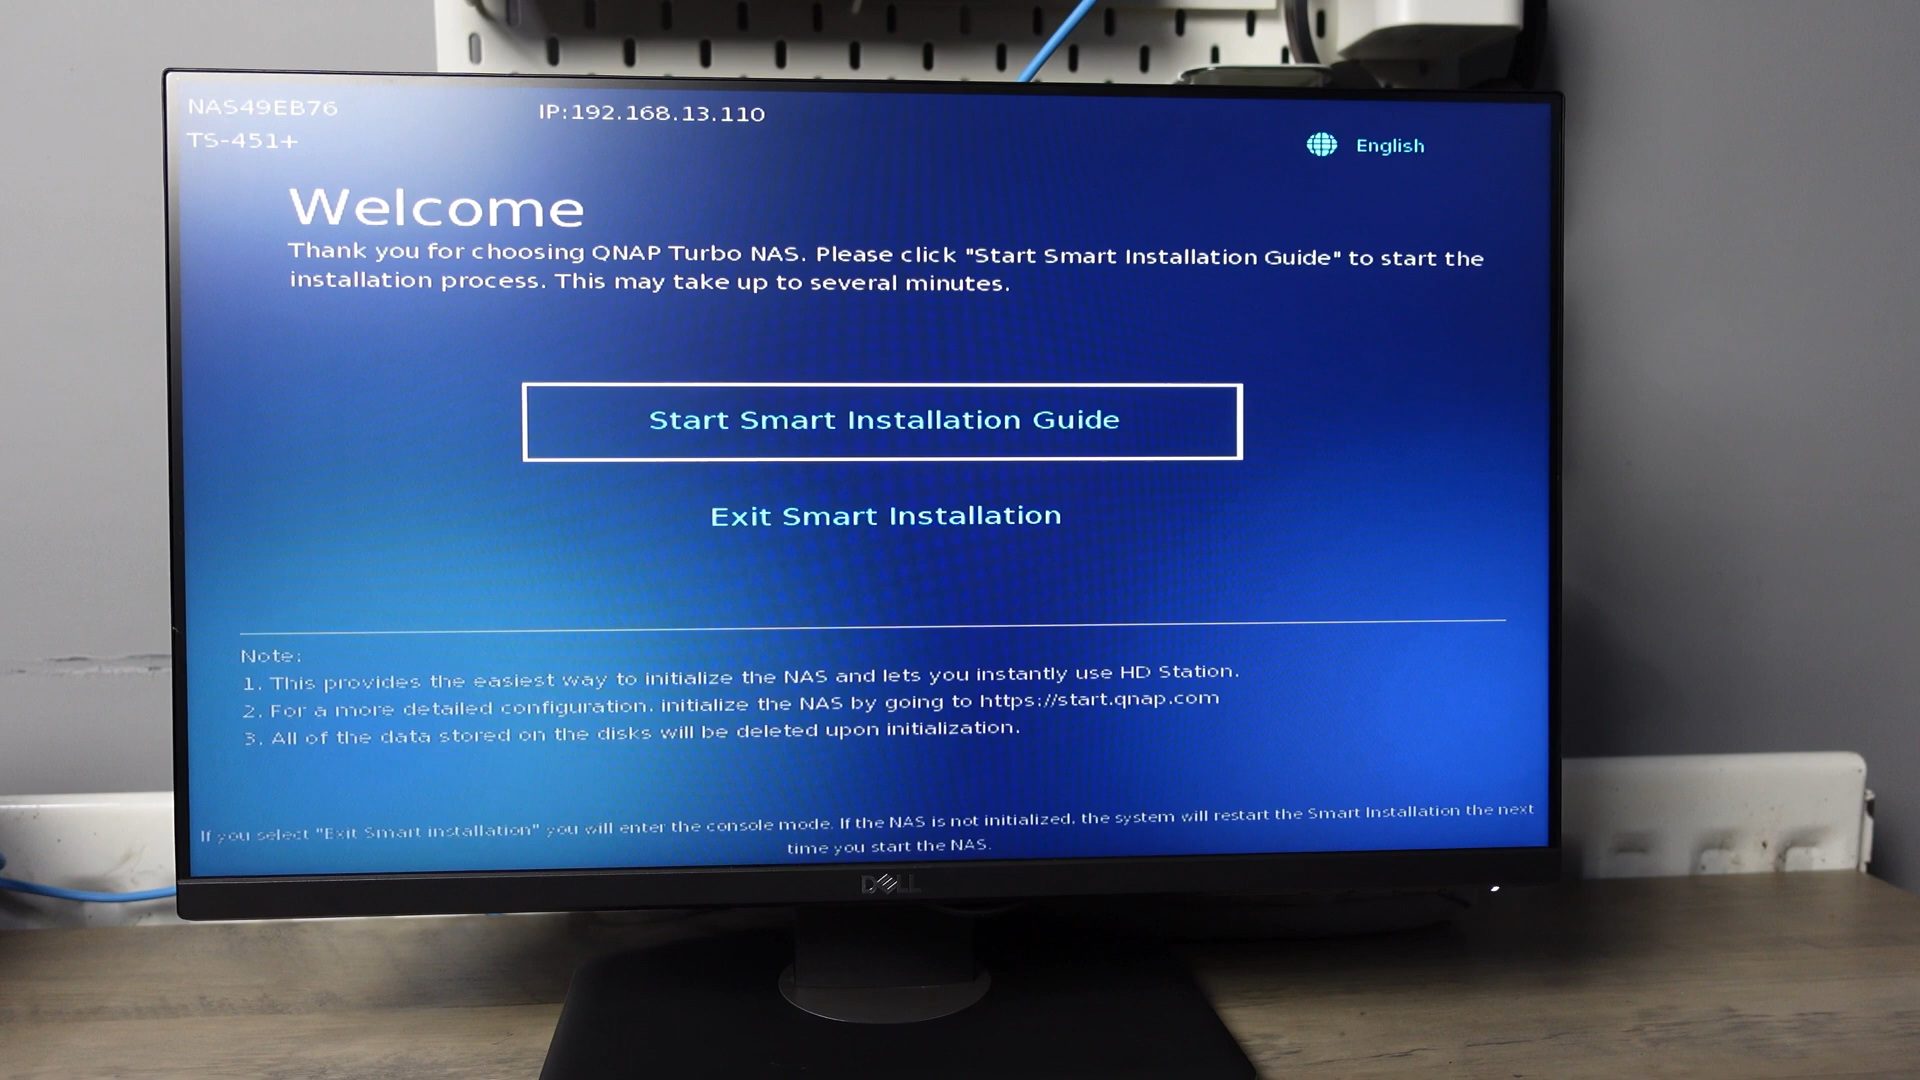 NAS49EB76
IP:192.168.13.110
TS-451+
English
Welcome
Thank you for choosing QNAP Turbo NAS. Please click "Start Smart Installation Guide" to start the
installation process. This may take up to several minutes.
Start Smart Installation Guide
Exit Smart Installation
Note:
1. This provides the easiest way to initialize the NAS and lets you instantly use HD Station.
2. For a more detailed configuration, initialize the NAS by going to https://start.qnap.com
3. All of the data stored on the disks will be deleted upon initialization.
If you select "Exit Smart installation" you will enter the console mode. If the NAS is not initialized, the system will restart the Smart Installation the next
time you start the NAS.
DELL